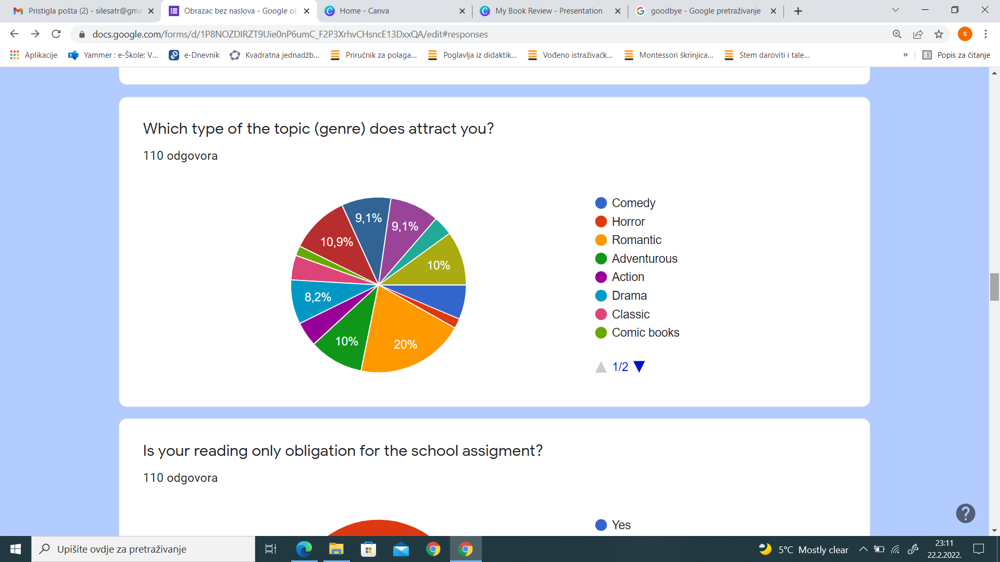 Pristigla pošta (2) - silesatr@gma
Obrazac bez naslova - Google ob
Home - Canva
My Book Review - Presentation
goodbye - Google pretraživanje
docs.google.com/forms/d/1P8NOZDIRZT9Uie0nP6umC_F2P3XrhvCHsncE13DxxQA/edit#responses
S
Aplikacije
Yammer : e-Škole: V...
e-Dnevnik
Kvadratna jednadžb...
Priručnik za polaga...
Poglavlja iz didaktik...
Vođeno istraživačk...
Montessori škrinjica...
Stem daroviti i tale...
»
Popis za čitanje
Which type of the topic (genre) does attract you?
110 odgovora
9,1%
9,1%
10,9%
10%
8,2%
10%
20%
Comedy
Horror
Romantic
Adventurous
Action
Drama
Classic
Comic books
1/2
Is your reading only obligation for the school assigment?
110 odgovora
Yes
?
Upišite ovdje za pretraživanje
5°C Mostly clear
23:11
22.2.2022.